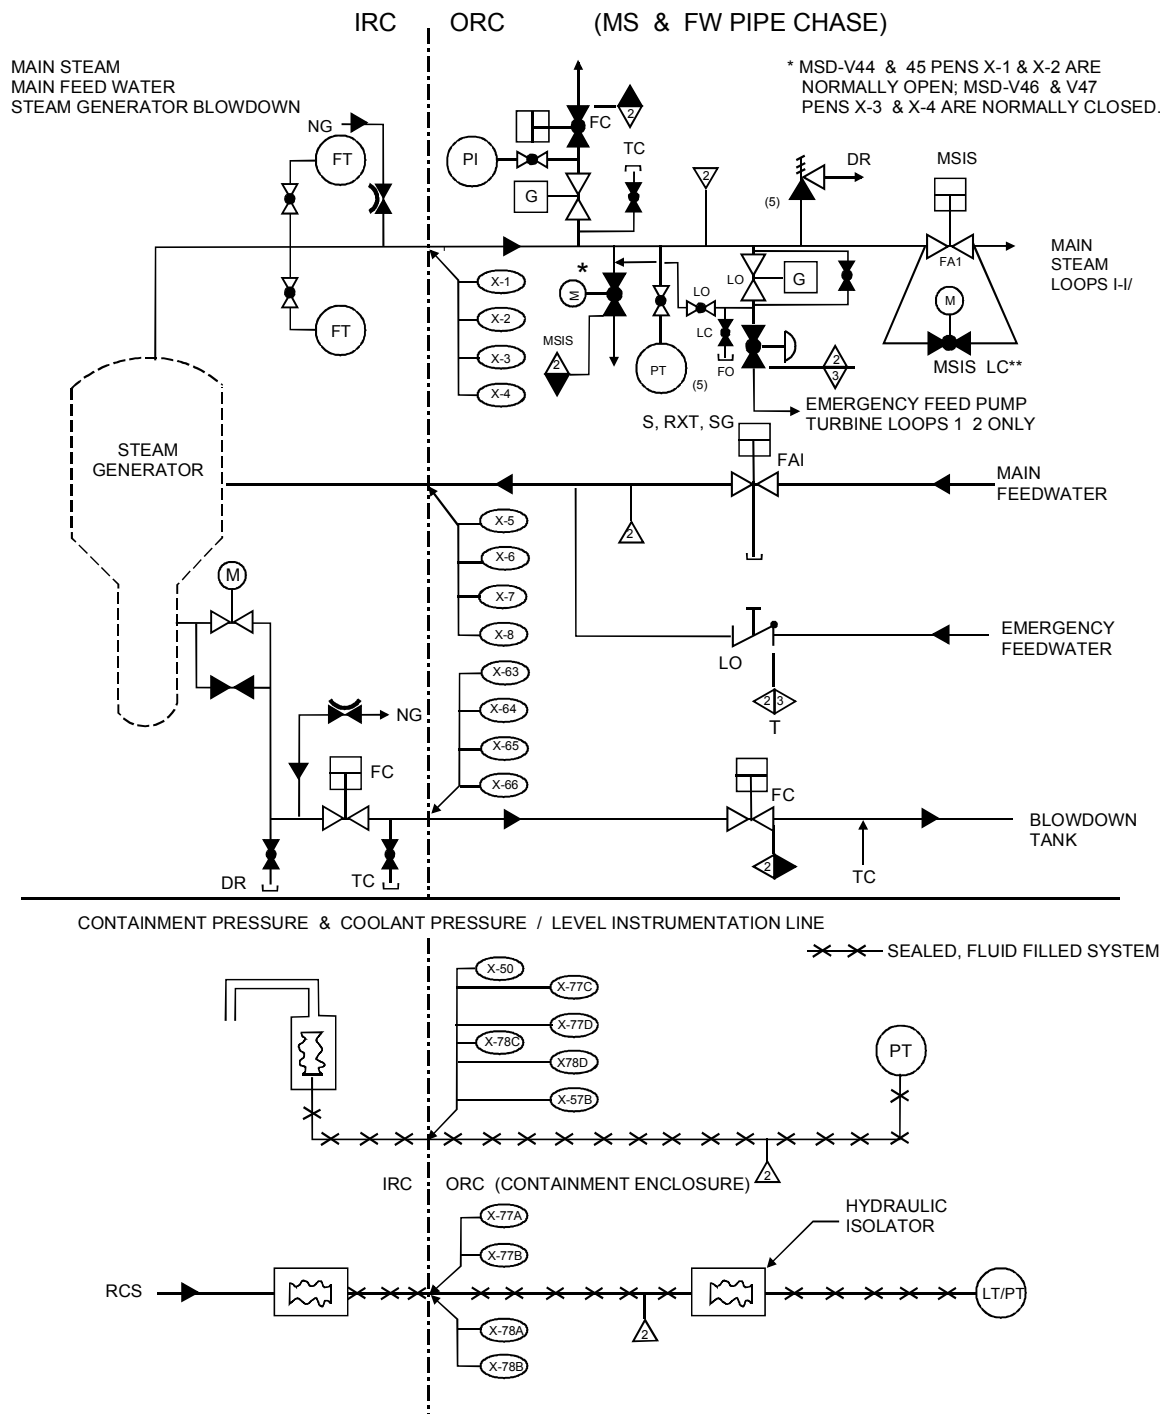 IRC
ORC
(MS & FW PIPE CHASE)
MAIN STEAM
MAIN FEED WATER
STEAM GENERATOR BLOWDOWN
* MSD-V44 & 45 PENS X-1 & X-2 ARE
NORMALLY OPEN; MSD-V46 & V47
PENS X-3 & X-4 ARE NORMALLY CLOSED.
NG
FT
FC
2
TC
PI
G
2
DR
(5)
MSIS
FA1
MAIN
STEAM
LOOPS I-I/
*
M
LO
G
LO
LC
M
FT
X-1
X-2
X-3
X-4
MSIS
2
PT
(5)
FO
2
3
MSIS LC**
EMERGENCY FEED PUMP
TURBINE LOOPS 1 2 ONLY
S, RXT, SG
FAI
STEAM
GENERATOR
MAIN
FEEDWATER
X-5
X-6
X-7
X-8
2
M
LO
EMERGENCY
FEEDWATER
X-63
X-64
X-65
X-66
2 3
T
NG
FC
FC
BLOWDOWN
TANK
2
DR
TC
TC
CONTAINMENT PRESSURE & COOLANT PRESSURE / LEVEL INSTRUMENTATION LINE
SEALED, FLUID FILLED SYSTEM
X-50
X-77C
X-77D
X-78C
X78D
X-57B
PT
2
IRC
ORC (CONTAINMENT ENCLOSURE)
X-77A
X-77B
HYDRAULIC
ISOLATOR
RCS
LT/PT
X-78A
X-78B
2